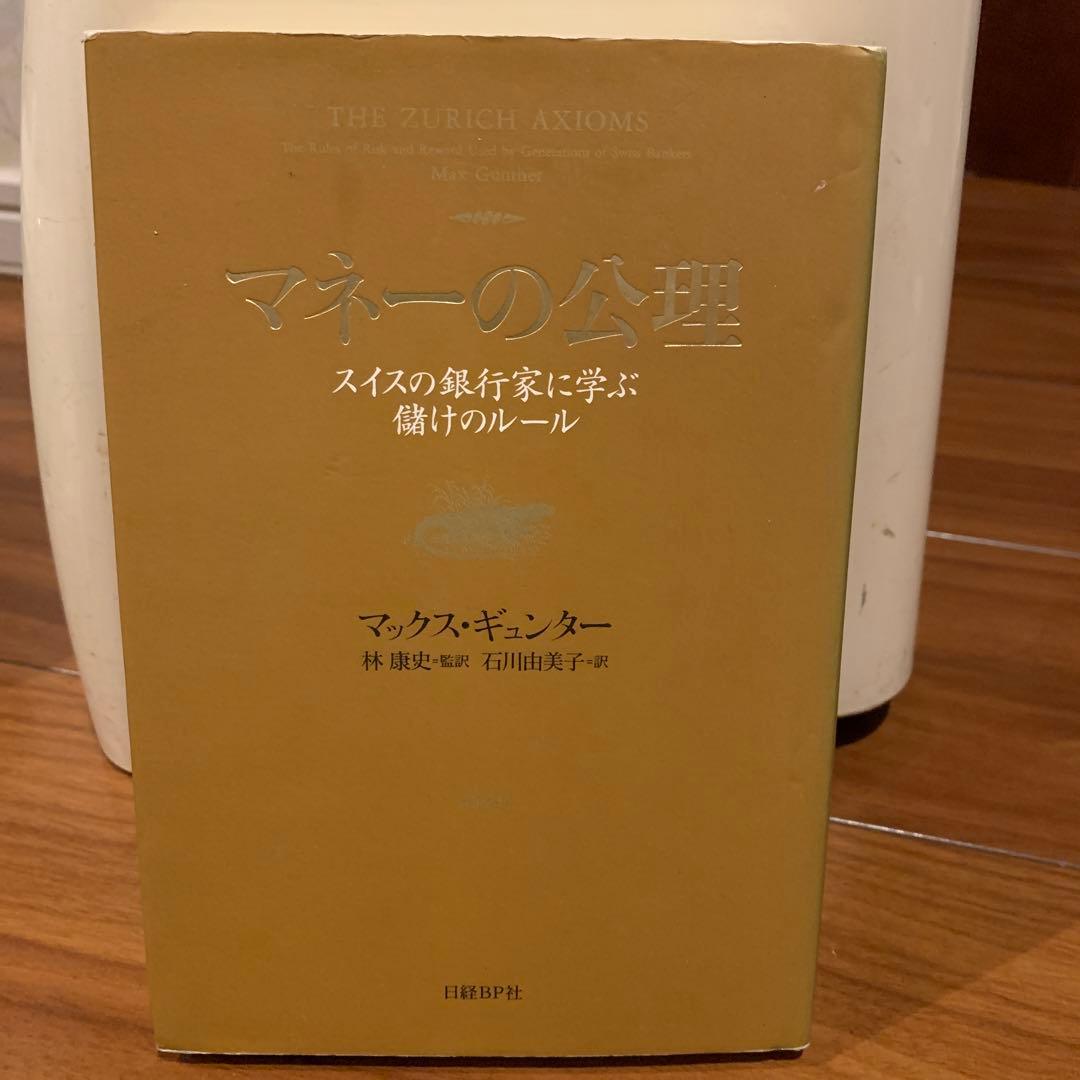 THE ZURICH AXIOMS
The Rules of Risk and Reward Used by Generations of Swiss Bankers
Max Gunther
マネーの公理
スイスの銀行家に学ぶ
儲けのルール
マックス・ギュンター
林 康史=監訳 石川由美子=訳
日経BP社